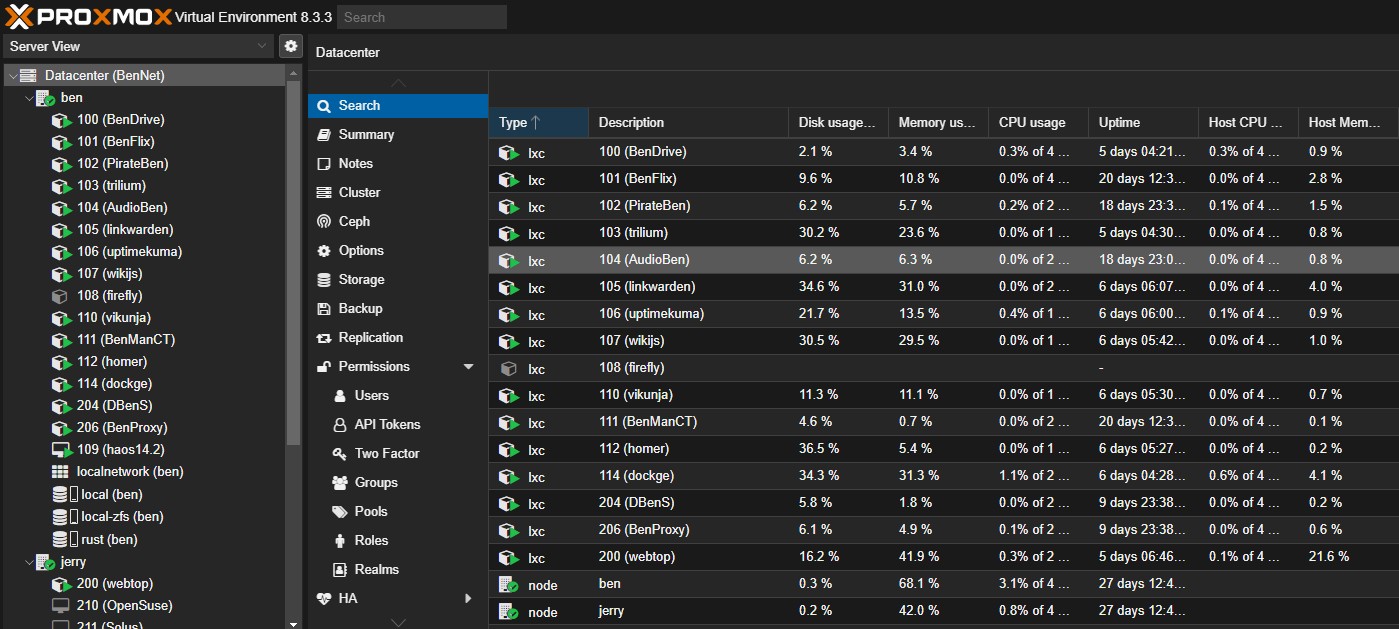 PROXMOX Virtual Environment 8.3.3 Search
Server View
Datacenter (BenNet)
ben
100 (BenDrive)
101 (BenFlix)
102 (PirateBen)
103 (trilium)
104 (AudioBen)
105 (linkwarden)
106 (uptimekuma)
107 (wikijs)
108 (firefly)
110 (vikunja)
111 (BenManCT)
112 (homer)
114 (dockge)
204 (DBenS)
206 (BenProxy)
109 (haos14.2)
localnetwork (ben)
local (ben)
local-zfs (ben)
rust (ben)
jerry
200 (webtop)
210 (OpenSuse)
211 (Solus)
Datacenter
Search
Summary
Notes
Cluster
Ceph
Options
Storage
Backup
Replication
Permissions
Users
API Tokens
Two Factor
Groups
Pools
Roles
Realms
HA
Type Description Disk usage... Memory us... CPU usage Uptime Host CPU ... Host Mem...
lxc 100 (BenDrive) 2.1 % 3.4 % 0.3% of 4 ... 5 days 04:21... 0.3% of 4 ... 0.9 %
lxc 101 (BenFlix) 9.6 % 10.8 % 0.0% of 4 ... 20 days 12:3... 0.0% of 4 ... 2.8 %
lxc 102 (PirateBen) 6.2 % 5.7 % 0.2% of 2 ... 18 days 23:3... 0.1% of 4 ... 1.5 %
lxc 103 (trilium) 30.2 % 23.6 % 0.0% of 1 ... 5 days 04:30... 0.0% of 4 ... 0.8 %
lxc 104 (AudioBen) 6.2 % 6.3 % 0.0% of 2 ... 18 days 23:0... 0.0% of 4 ... 0.8 %
lxc 105 (linkwarden) 34.6 % 31.0 % 0.0% of 2 ... 6 days 06:07... 0.0% of 4 ... 4.0 %
lxc 106 (uptimekuma) 21.7 % 13.5 % 0.4% of 1 ... 6 days 06:00... 0.1% of 4 ... 0.9 %
lxc 107 (wikijs) 30.5 % 29.5 % 0.0% of 1 ... 6 days 05:42... 0.0% of 4 ... 1.0 %
lxc 108 (firefly) -
lxc 110 (vikunja) 11.3 % 11.1 % 0.0% of 1 ... 6 days 05:30... 0.0% of 4 ... 0.7 %
lxc 111 (BenManCT) 4.6 % 0.7 % 0.0% of 2 ... 20 days 12:3... 0.0% of 4 ... 0.1 %
lxc 112 (homer) 36.5 % 5.4 % 0.0% of 1 ... 6 days 05:27... 0.0% of 4 ... 0.2 %
lxc 114 (dockge) 34.3 % 31.3 % 1.1% of 2 ... 6 days 04:28... 0.6% of 4 ... 4.1 %
lxc 204 (DBenS) 5.8 % 1.8 % 0.0% of 2 ... 9 days 23:38... 0.0% of 4 ... 0.2 %
lxc 206 (BenProxy) 6.1 % 4.9 % 0.1% of 2 ... 9 days 23:38... 0.0% of 4 ... 0.6 %
lxc 200 (webtop) 16.2 % 41.9 % 0.3% of 2 ... 5 days 06:46... 0.1% of 4 ... 21.6 %
node ben 0.3 % 68.1 % 3.1% of 4 ... 27 days 12:4...
node jerry 0.2 % 42.0 % 0.8% of 4 ... 27 days 12:4...